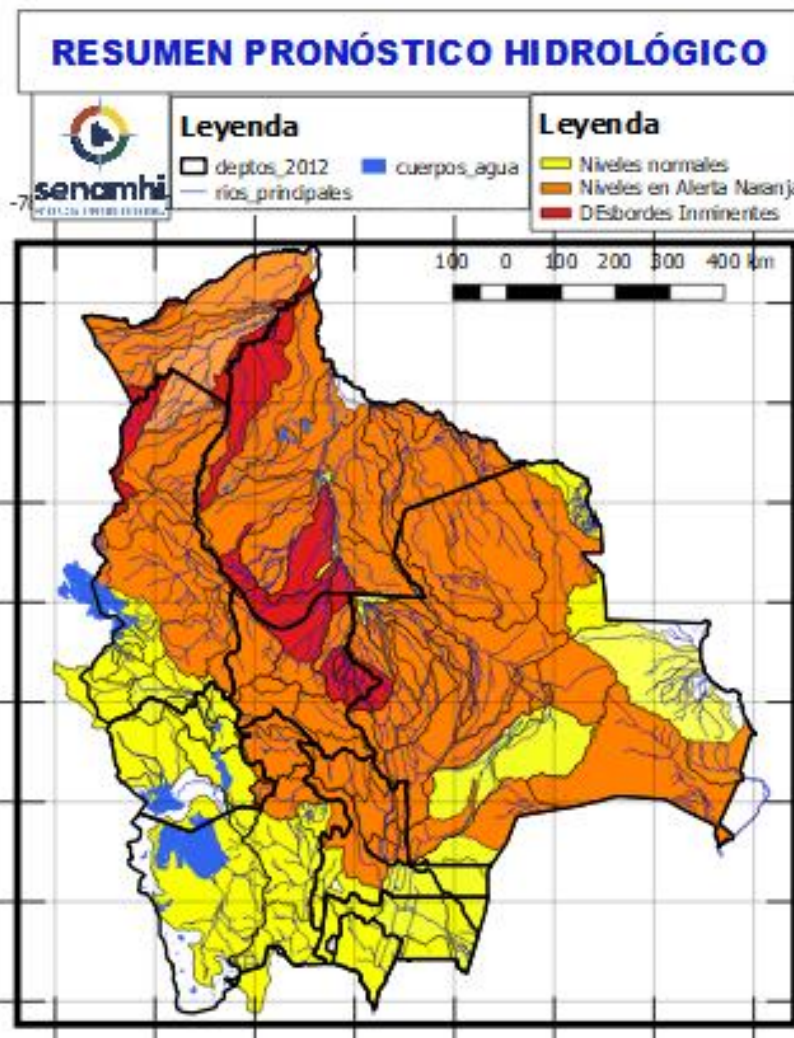 RESUMEN PRONÓSTICO HIDROLÓGICO
senamhi
Leyenda
deptos_2012
cuerpos_agua
rios_principales
Leyenda
Niveles normales
Niveles en Alerta Naranja
DEsbordes Inminentes
100 0 100 200 300 400 km